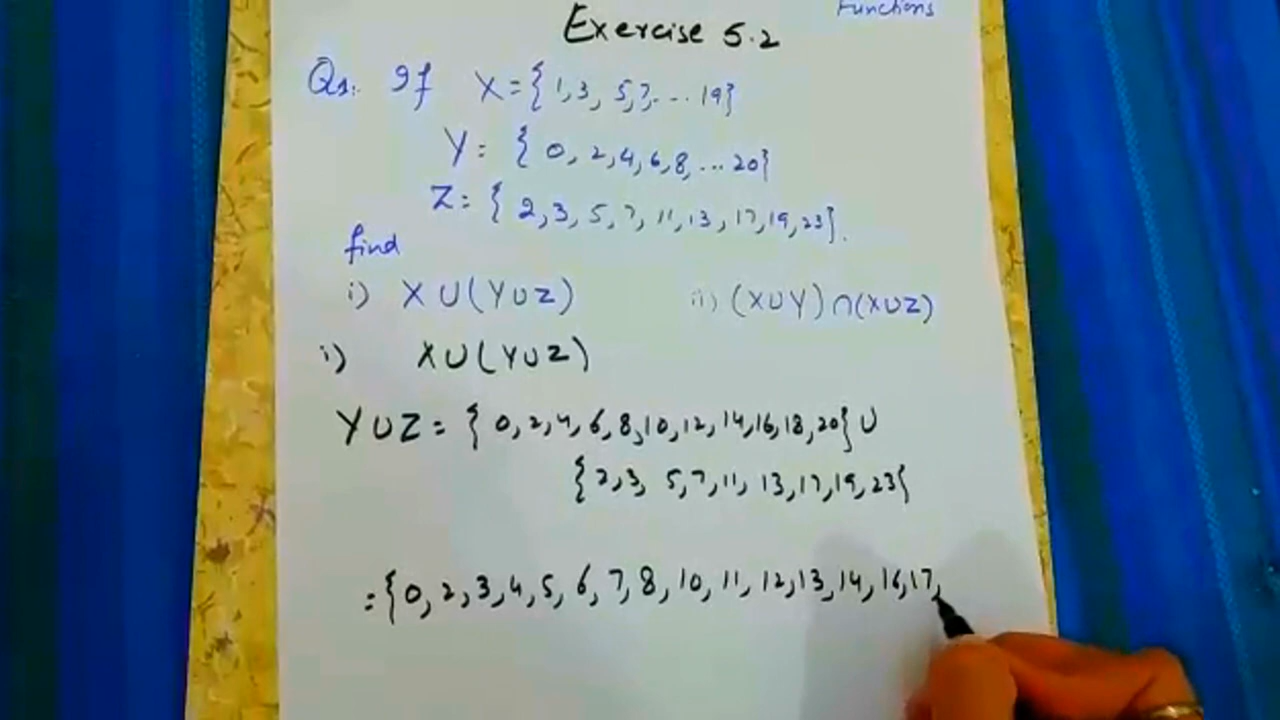 Functions
Exercise 5.2
Q1: If X = { 1, 3, 5, 7, ... 19}
Y = { 0, 2, 4, 6, 8, ... 20}
Z = { 2, 3, 5, 7, 11, 13, 17, 19, 23}.
find
i) X ∪ (Y ∪ Z) ii) (X ∪ Y) ∩ (X ∪ Z)
i) X ∪ (Y ∪ Z)
Y ∪ Z = { 0, 2, 4, 6, 8, 10, 12, 14, 16, 18, 20} ∪
{ 2, 3, 5, 7, 11, 13, 17, 19, 23{
= { 0, 2, 3, 4, 5, 6, 7, 8, 10, 11, 12, 13, 14, 16, 17,